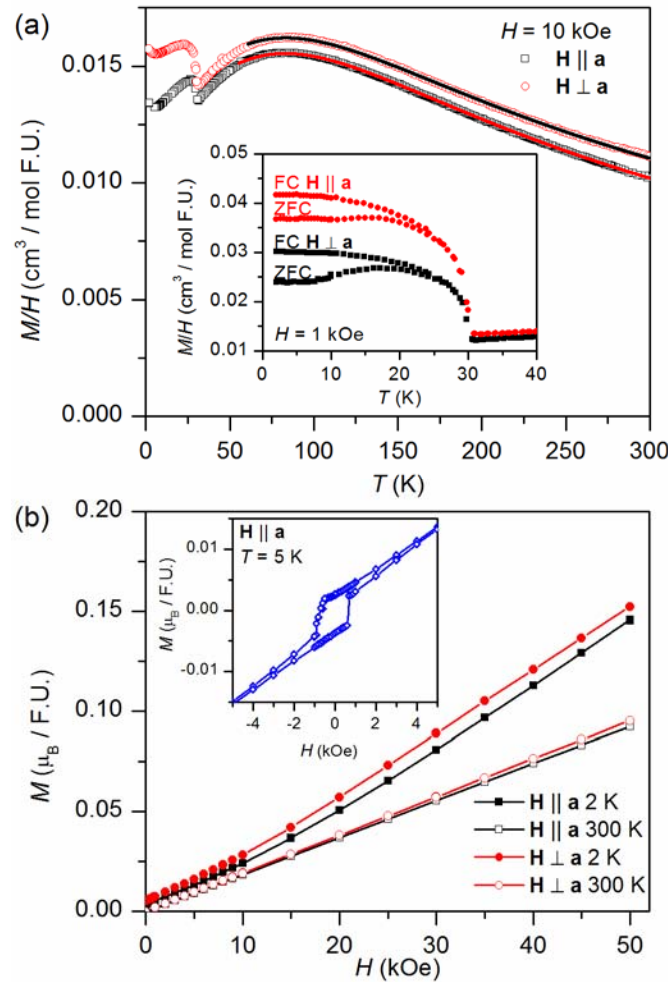 (a)
H = 10 kOe
H || a
H ⊥ a
M/H (cm³ / mol F.U.)
0.015
0.010
0.005
0.000
0
50
100
150
200
250
300
T (K)
FC H || a
ZFC
FC H ⊥ a
ZFC
H = 1 kOe
M/H (cm³ / mol F.U.)
0.05
0.04
0.03
0.02
0.01
0
10
20
30
40
T (K)
(b)
M (μB / F.U.)
0.20
0.15
0.10
0.05
0.00
0
10
20
30
40
50
H (kOe)
H || a
T = 5 K
M (μB / F.U.)
0.01
0.00
-0.01
-4
-2
0
2
4
H (kOe)
H || a 2 K
H || a 300 K
H ⊥ a 2 K
H ⊥ a 300 K